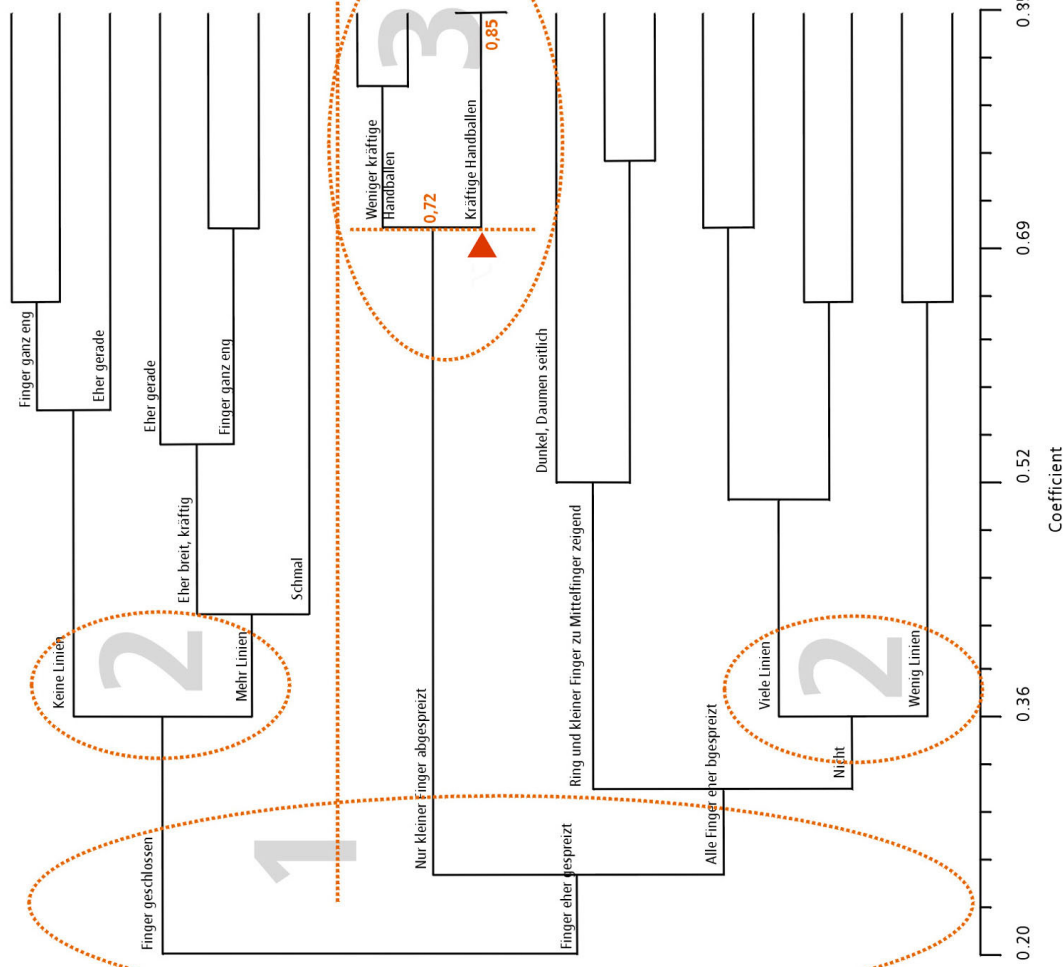 Finger ganz eng
Eher gerade
Eher gerade
Finger ganz eng
Eher breit, kräftig
Schmal
Keine Linien
Mehr Linien
2
Finger geschlossen
1
Weniger kräftige
Handballen
3
0,85
0,72
Kräftige Handballen
Nur kleiner Finger abgespreizt
Dunkel, Daumen seitlich
Ring und kleiner Finger zu Mittelfinger zeigend
Finger eher gespreizt
Alle Finger eher bgespreizt
Viele Linien
2
Wenig Linien
Nicht
0.20
0.36
0.52
0.69
0.85
Coefficient